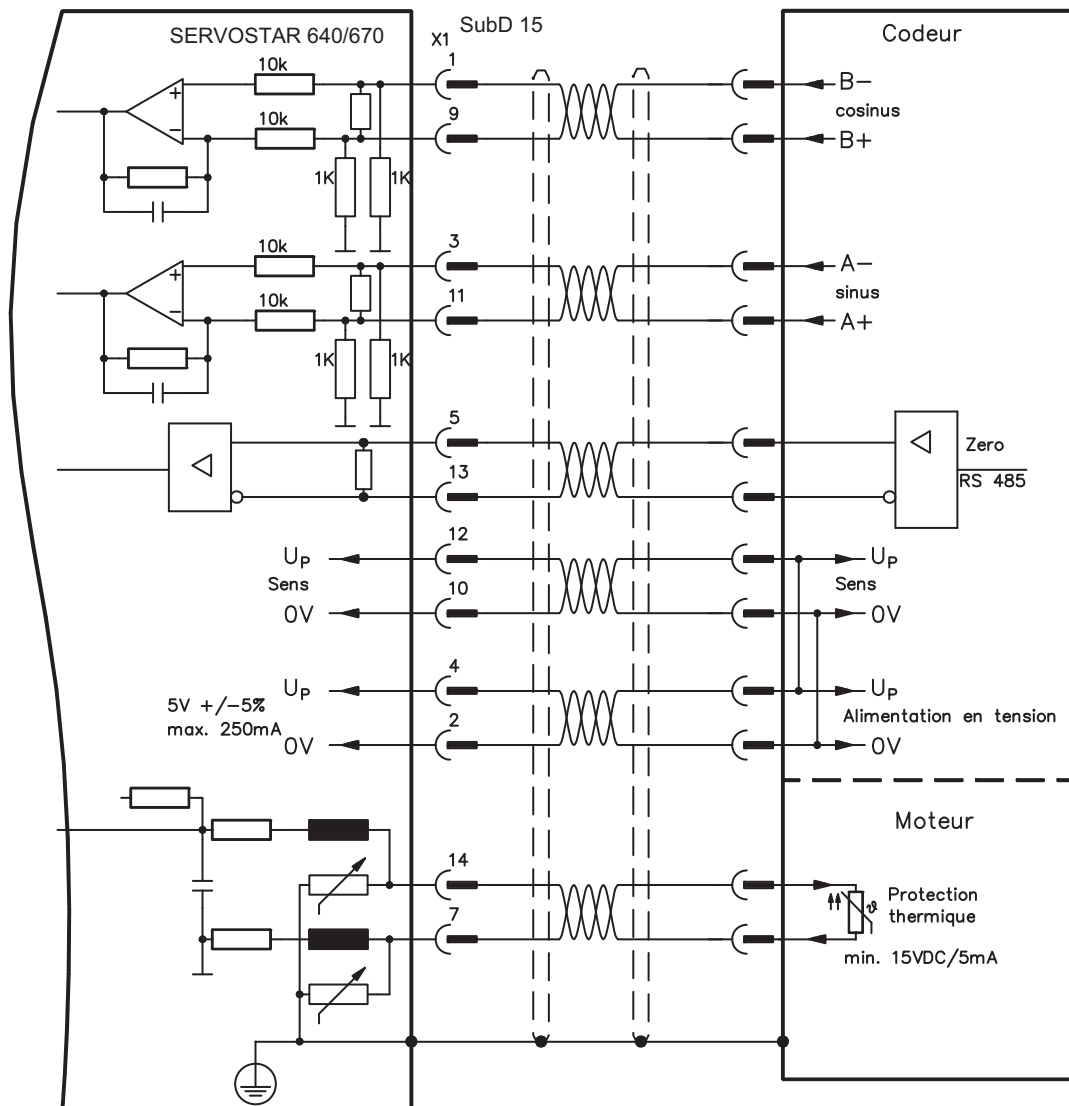 SERVOSTAR 640/670
SubD 15
X1
Codeur
10k
1
B-
cosinus
10k
9
B+
1K
1K
10k
3
A-
sinus
10k
11
A+
1K
1K
5
Zero
13
RS 485
UP
12
UP
Sens
Sens
0V
10
0V
UP
4
UP
5V +/-5%
max. 250mA
Alimentation en tension
0V
2
0V
Moteur
14
Protection
thermique
ϑ
7
min. 15VDC/5mA
+
-
+
-